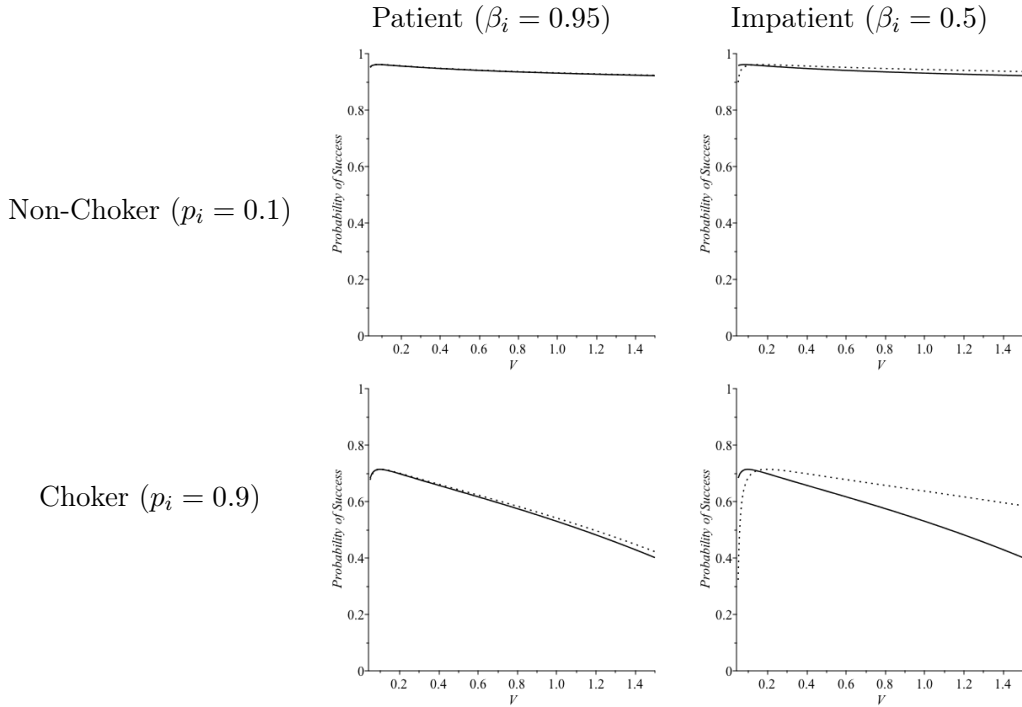 Patient (βᵢ = 0.95) Impatient (βᵢ = 0.5)
Non-Choker (pᵢ = 0.1)
1
0.8
0.6
0.4
0.2
0
Probability of Success
0.2 0.4 0.6 0.8 1.0 1.2 1.4
V
1
0.8
0.6
0.4
0.2
0
Probability of Success
0.2 0.4 0.6 0.8 1.0 1.2 1.4
V
Choker (pᵢ = 0.9)
1
0.8
0.6
0.4
0.2
0
Probability of Success
0.2 0.4 0.6 0.8 1.0 1.2 1.4
V
1
0.8
0.6
0.4
0.2
0
Probability of Success
0.2 0.4 0.6 0.8 1.0 1.2 1.4
V